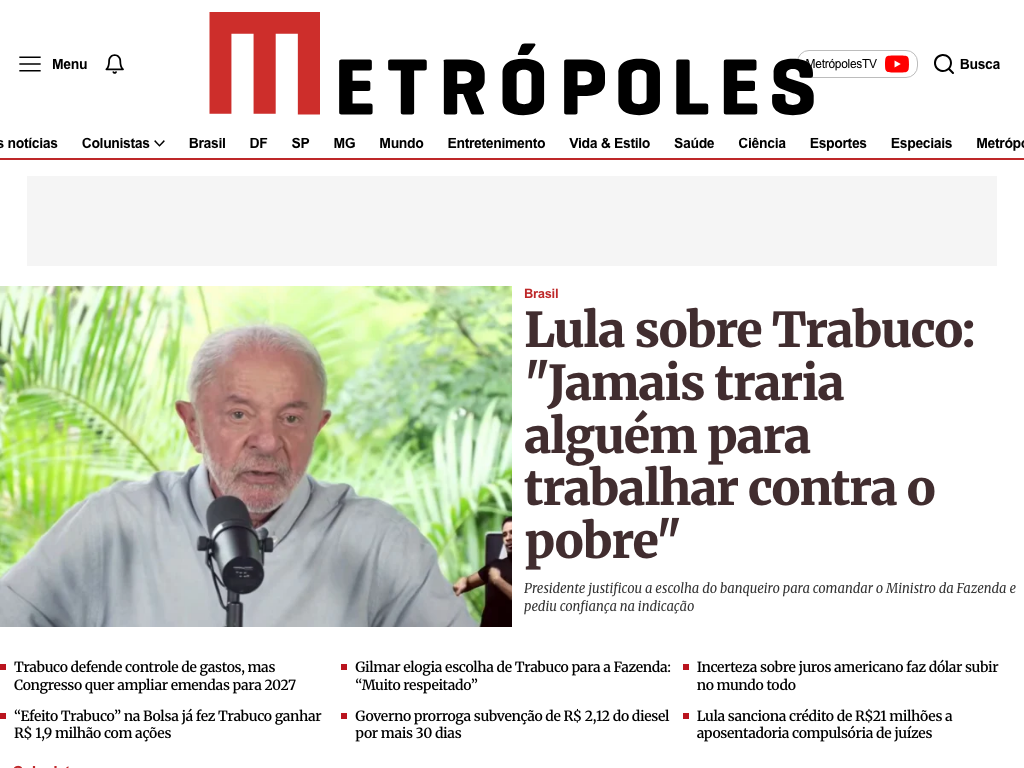 Menu
METRÓPOLES
MetrópolesTV
Busca
s notícias Colunistas Brasil DF SP MG Mundo Entretenimento Vida & Estilo Saúde Ciência Esportes Especiais Metrópo
Brasil
Lula sobre Trabuco:
"Jamais traria
alguém para
trabalhar contra o
pobre"
Presidente justificou a escolha do banqueiro para comandar o Ministro da Fazenda e
pediu confiança na indicação
Trabuco defende controle de gastos, mas
Congresso quer ampliar emendas para 2027
Gilmar elogia escolha de Trabuco para a Fazenda:
“Muito respeitado”
Incerteza sobre juros americano faz dólar subir
no mundo todo
“Efeito Trabuco” na Bolsa já fez Trabuco ganhar
R$ 1,9 milhão com ações
Governo prorroga subvenção de R$ 2,12 do diesel
por mais 30 dias
Lula sanciona crédito de R$21 milhões a
aposentadoria compulsória de juízes